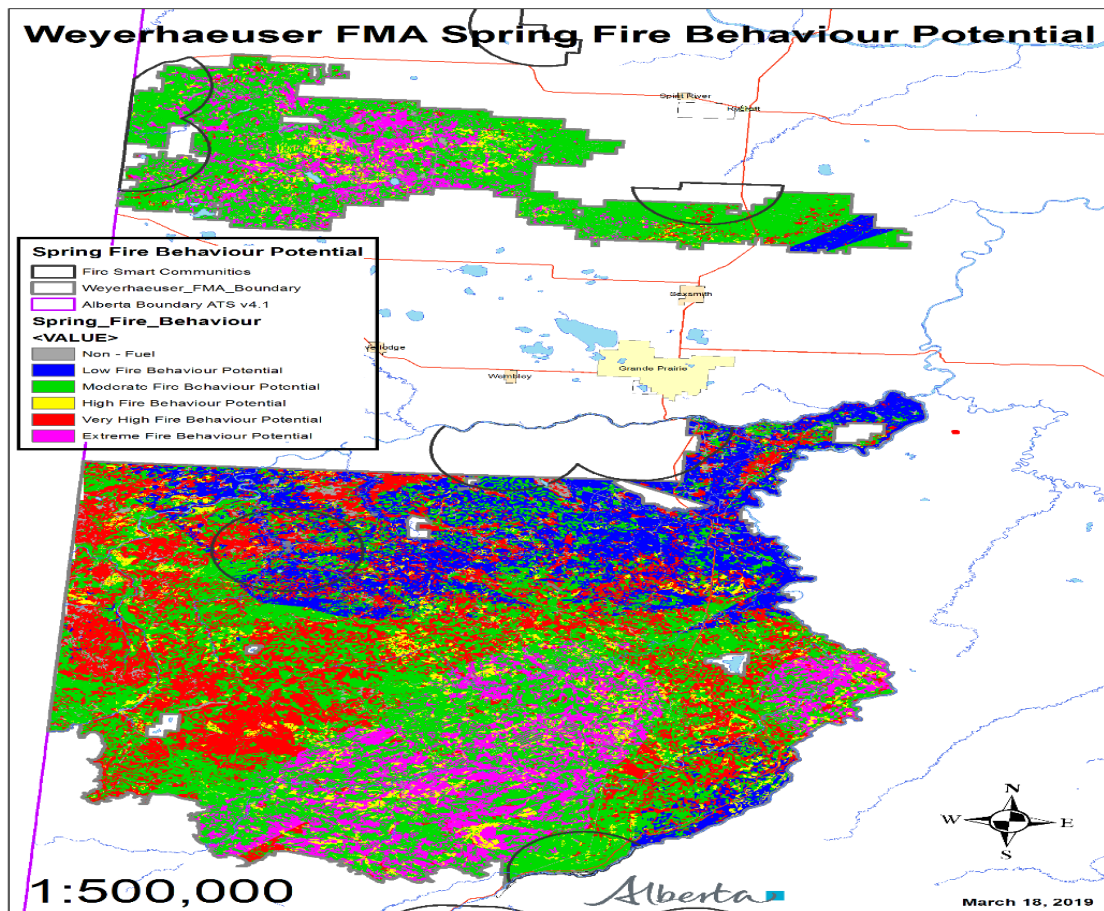 Weyerhaeuser FMA Spring Fire Behaviour Potential
Spirit River
Rycroft
Spring Fire Behaviour Potential
Fire Smart Communities
Weyerhaeuser_FMA_Boundary
Alberta Boundary ATS v4.1
Spring_Fire_Behaviour
<VALUE>
Non - Fuel
Low Fire Behaviour Potential
Moderate Fire Behaviour Potential
High Fire Behaviour Potential
Very High Fire Behaviour Potential
Extreme Fire Behaviour Potential
Sexsmith
Wembley
Grande Prairie
N
W
E
S
1:500,000
Alberta
March 18, 2019